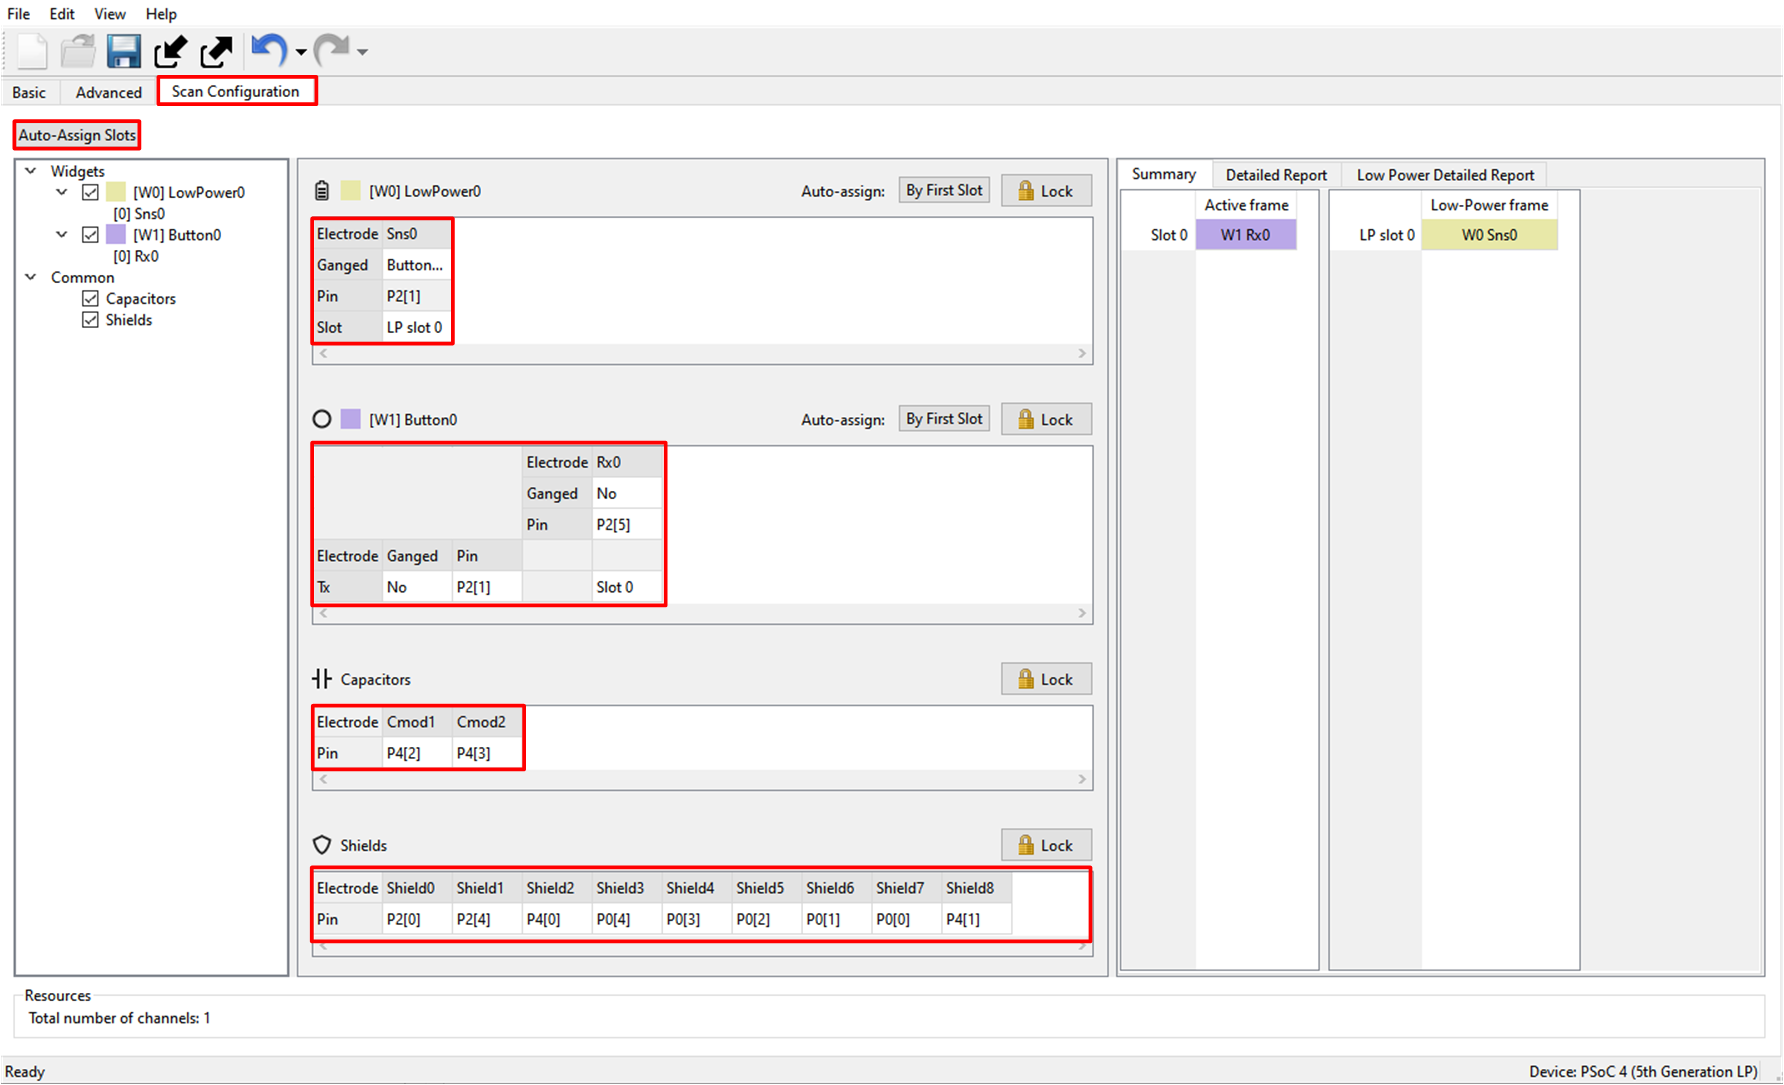 File Edit View Help
Basic Advanced Scan Configuration
Auto-Assign Slots
Widgets
[W0] LowPower0
[0] Sns0
[W1] Button0
[0] Rx0
Common
Capacitors
Shields
[W0] LowPower0 Auto-assign: By First Slot Lock
Electrode Sns0
Ganged Button...
Pin P2[1]
Slot LP slot 0
[W1] Button0 Auto-assign: By First Slot Lock
Electrode Rx0
Ganged No
Pin P2[5]
Electrode Ganged Pin
Tx No P2[1] Slot 0
Capacitors Lock
Electrode Cmod1 Cmod2
Pin P4[2] P4[3]
Shields Lock
Electrode Shield0 Shield1 Shield2 Shield3 Shield4 Shield5 Shield6 Shield7 Shield8
Pin P2[0] P2[4] P4[0] P0[4] P0[3] P0[2] P0[1] P0[0] P4[1]
Summary Detailed Report Low Power Detailed Report
Active frame Low-Power frame
Slot 0 W1 Rx0 LP slot 0 W0 Sns0
Resources
Total number of channels: 1
Ready Device: PSoC 4 (5th Generation LP)